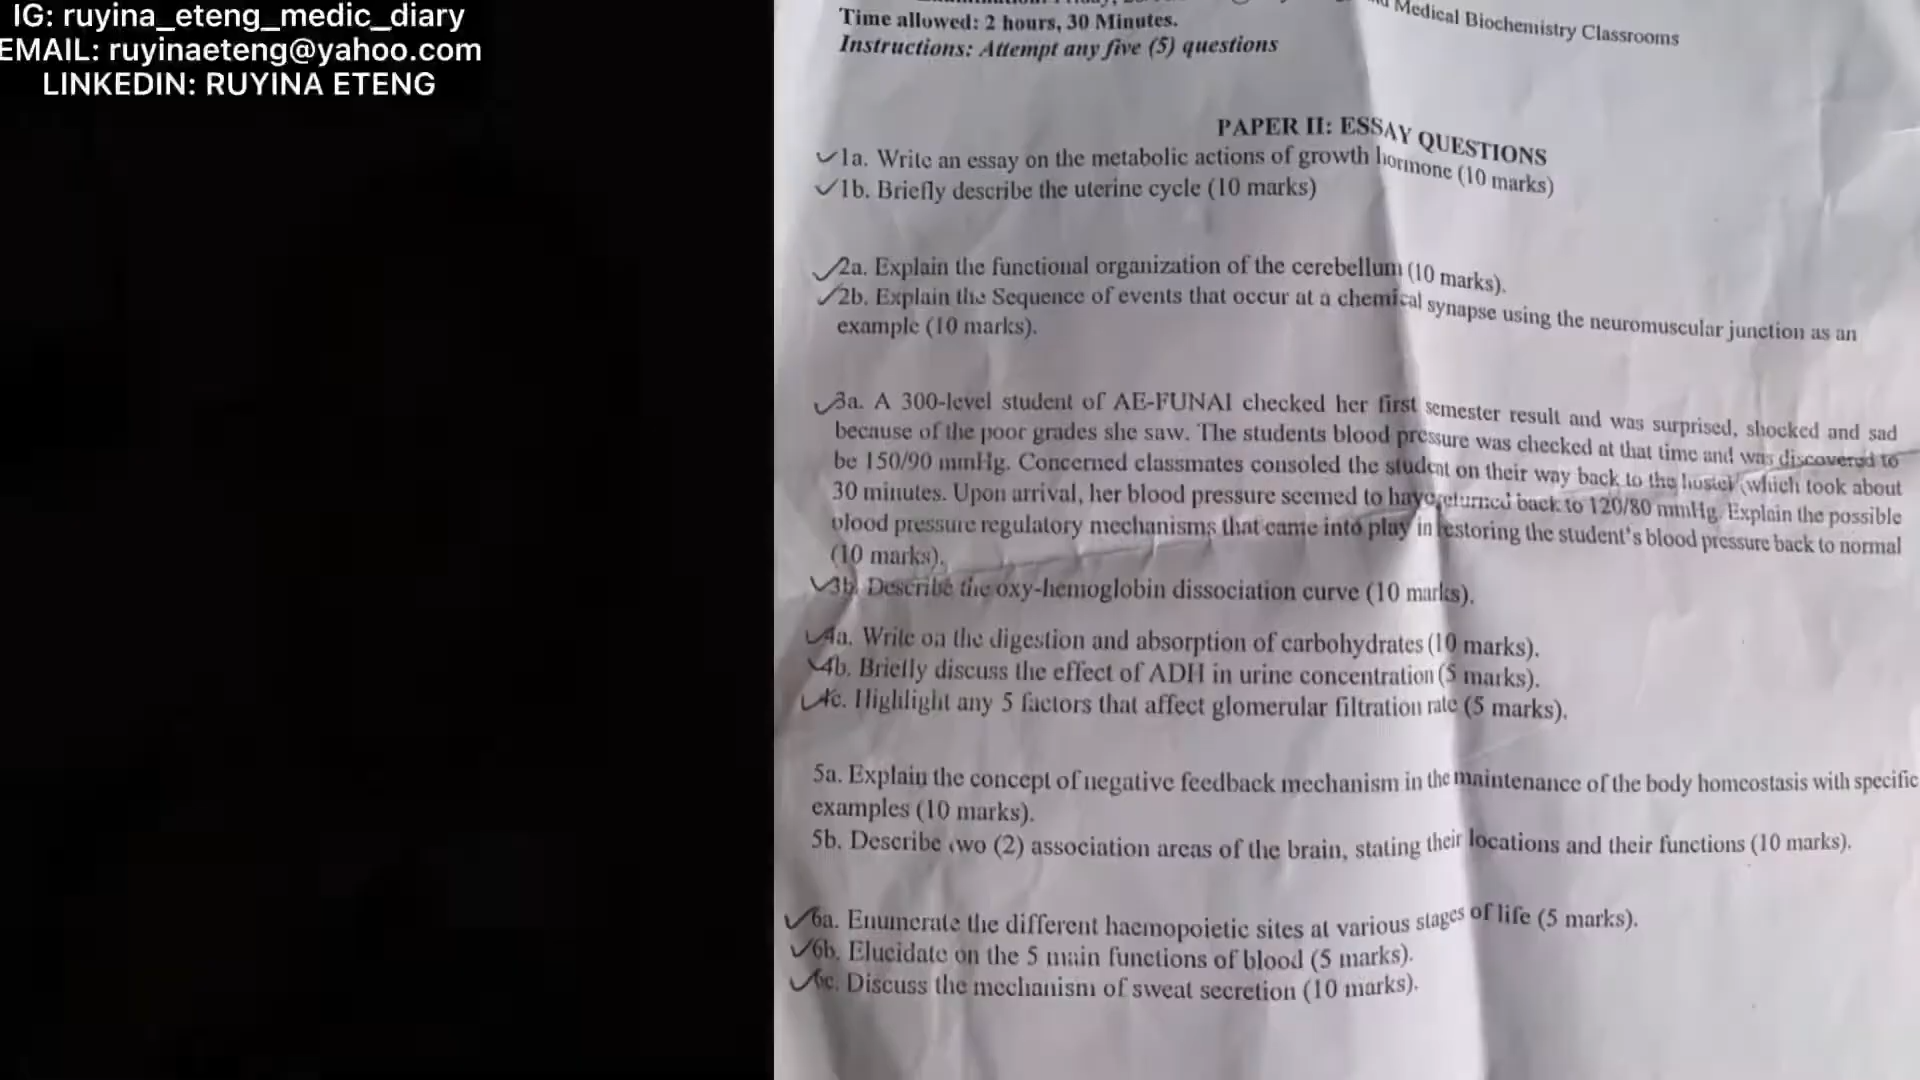 IG: ruyina_eteng_medic_diary
EMAIL: ruyinaeteng@yahoo.com
LINKEDIN: RUYINA ETENG
Medical Biochemistry Classrooms
Time allowed: 2 hours, 30 Minutes.
Instructions: Attempt any five (5) questions
PAPER II: ESSAY QUESTIONS
1a. Write an essay on the metabolic actions of growth hormone (10 marks)
1b. Briefly describe the uterine cycle (10 marks)
2a. Explain the functional organization of the cerebellum (10 marks).
2b. Explain the Sequence of events that occur at a chemical synapse using the neuromuscular junction as an
example (10 marks).
3a. A 300-level student of AE-FUNAI checked her first semester result and was surprised, shocked and sad
because of the poor grades she saw. The students blood pressure was checked at that time and was discovered to
be 150/90 mmHg. Concerned classmates consoled the student on their way back to the hostel (which took about
30 minutes. Upon arrival, her blood pressure seemed to have returned back to 120/80 mmHg. Explain the possible
blood pressure regulatory mechanisms that came into play in restoring the student's blood pressure back to normal
(10 marks).
3b. Describe the oxy-hemoglobin dissociation curve (10 marks).
4a. Write on the digestion and absorption of carbohydrates (10 marks).
4b. Briefly discuss the effect of ADH in urine concentration (5 marks).
4c. Highlight any 5 factors that affect glomerular filtration rate (5 marks).
5a. Explain the concept of negative feedback mechanism in the maintenance of the body homeostasis with specific
examples (10 marks).
5b. Describe two (2) association areas of the brain, stating their locations and their functions (10 marks).
6a. Enumerate the different haemopoietic sites at various stages of life (5 marks).
6b. Elucidate on the 5 main functions of blood (5 marks).
6c. Discuss the mechanism of sweat secretion (10 marks).